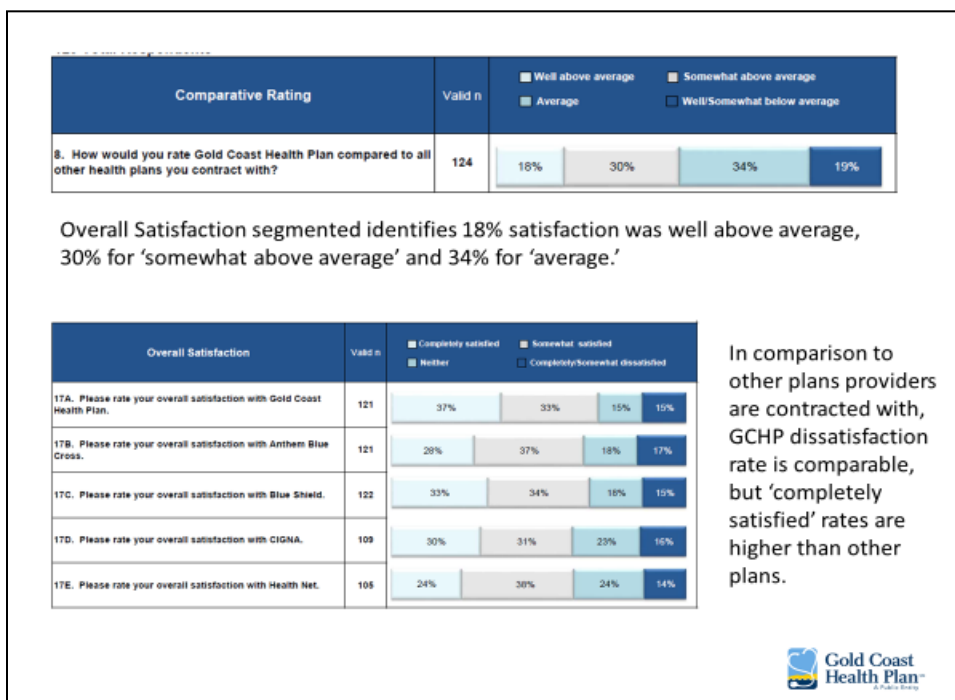 Comparative Rating
Valid n
Well above average
Somewhat above average
Average
Well/Somewhat below average
8. How would you rate Gold Coast Health Plan compared to all
other health plans you contract with?
124
18%
30%
34%
19%
Overall Satisfaction segmented identifies 18% satisfaction was well above average,
30% for ‘somewhat above average’ and 34% for ‘average.’
Overall Satisfaction
Valid n
Completely satisfied
Somewhat satisfied
Neither
Completely/Somewhat dissatisfied
17A. Please rate your overall satisfaction with Gold Coast
Health Plan.
121
37%
33%
15%
15%
17B. Please rate your overall satisfaction with Anthem Blue
Cross.
121
28%
37%
18%
17%
17C. Please rate your overall satisfaction with Blue Shield.
122
33%
34%
18%
15%
17D. Please rate your overall satisfaction with CIGNA.
109
30%
31%
23%
16%
17E. Please rate your overall satisfaction with Health Net.
105
24%
38%
24%
14%
In comparison to
other plans providers
are contracted with,
GCHP dissatisfaction
rate is comparable,
but ‘completely
satisfied’ rates are
higher than other
plans.
Gold Coast
Health Plan
A Public Entity